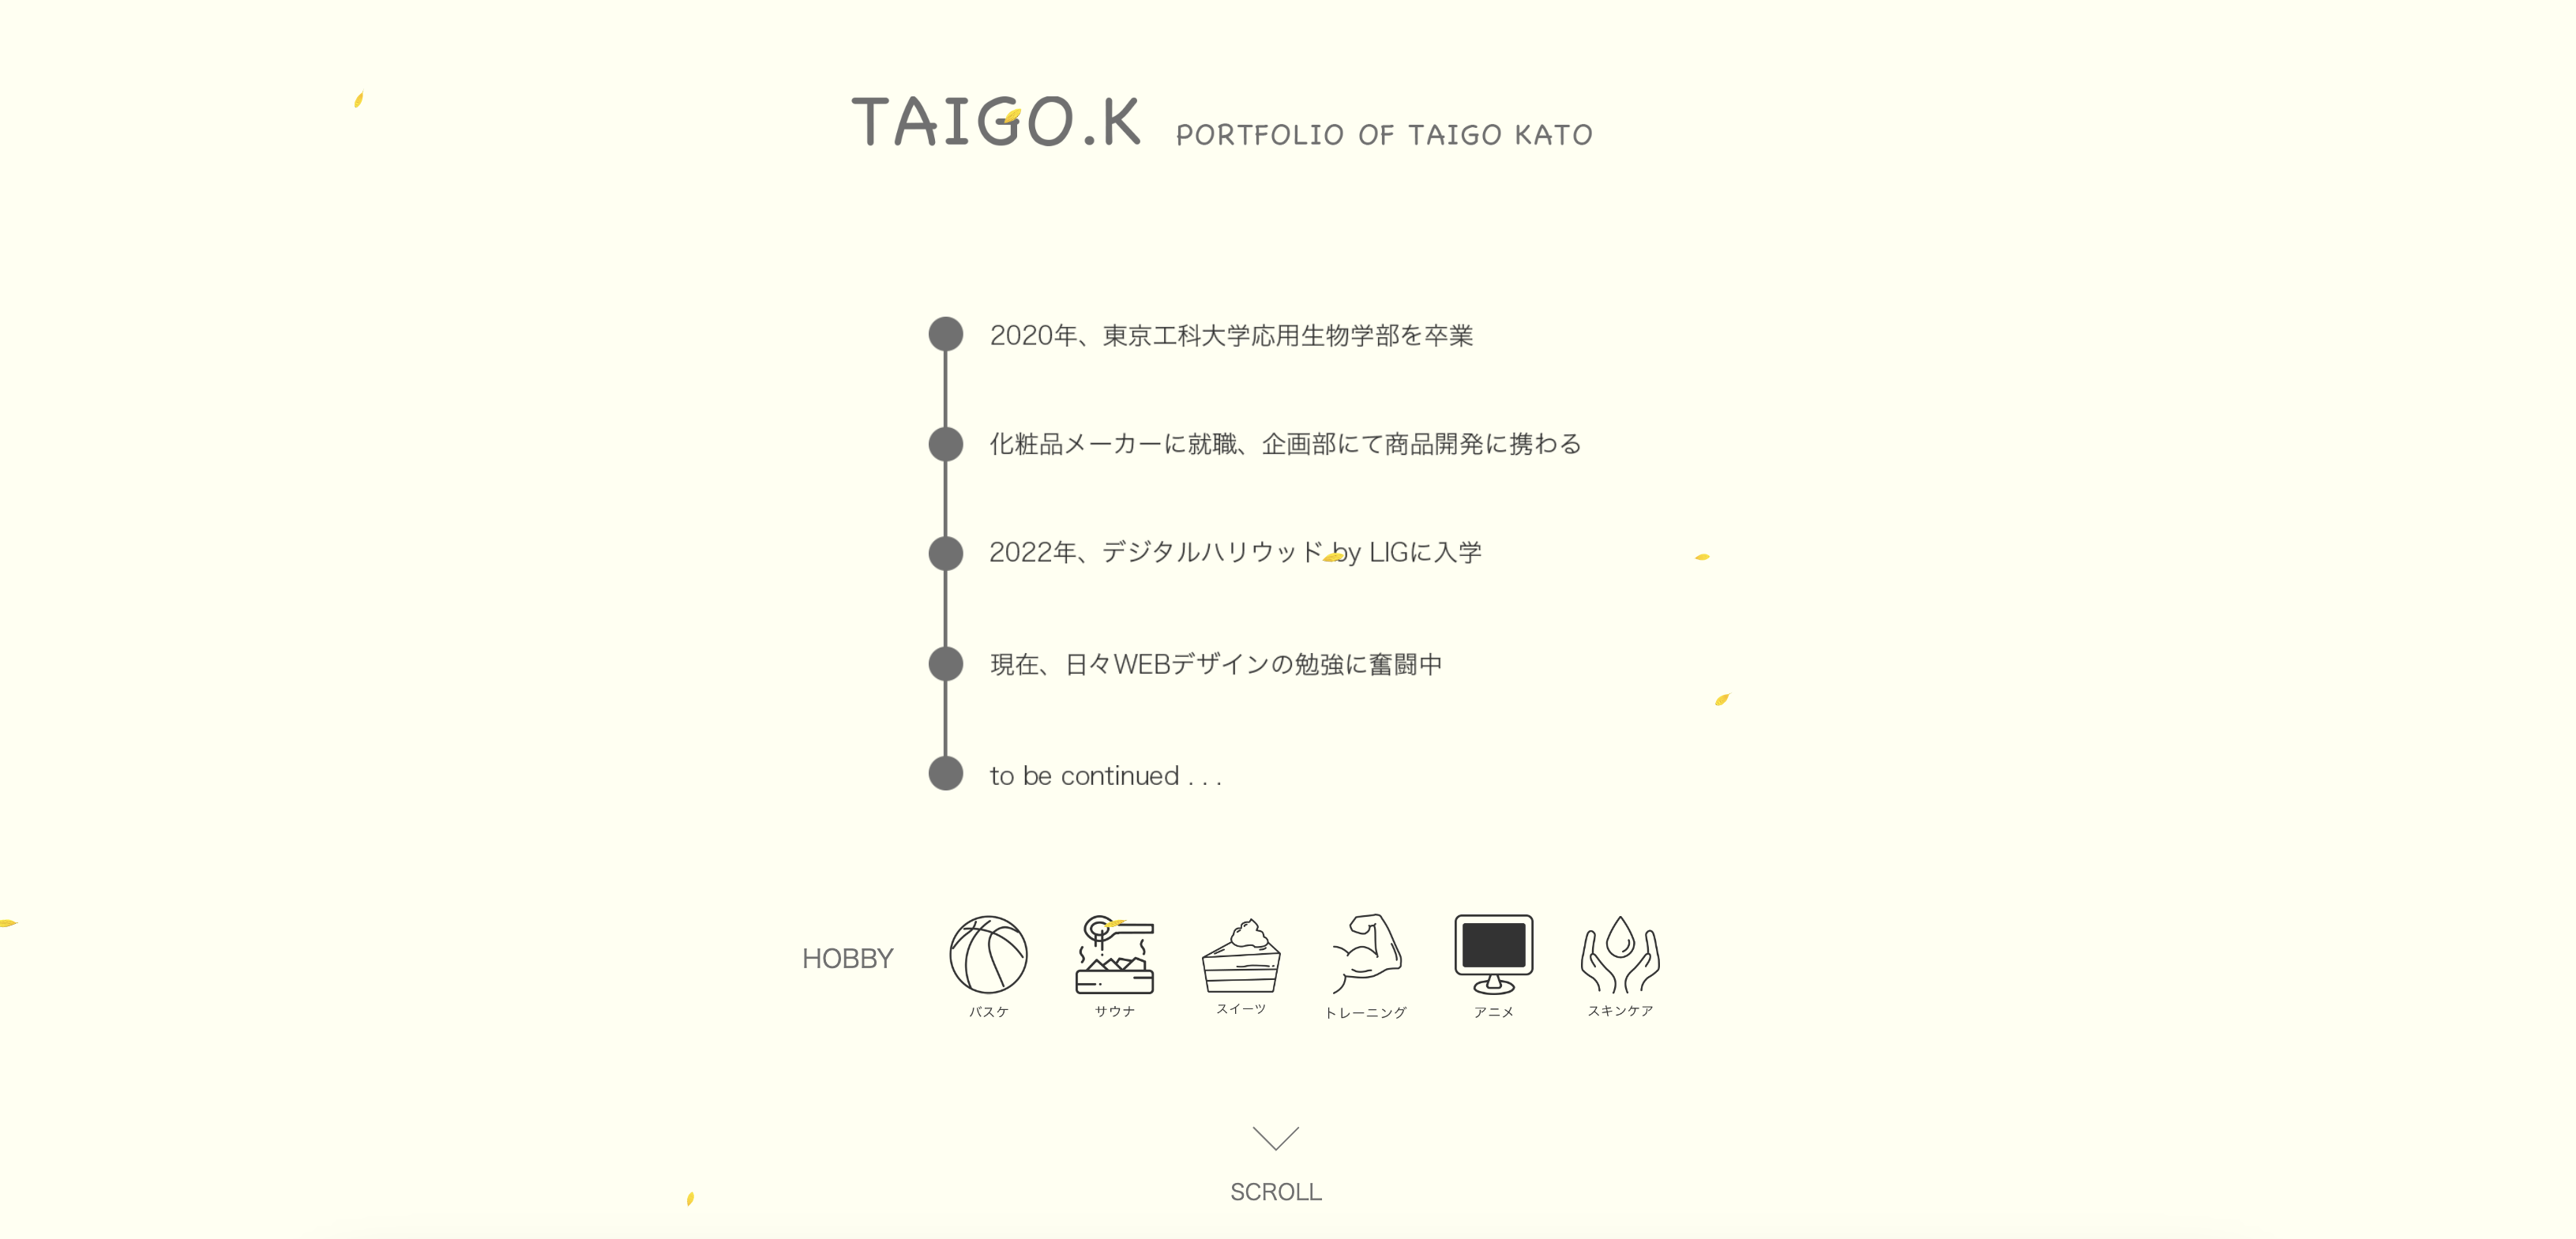 TAIGO.K PORTFOLIO OF TAIGO KATO
2020年、東京工科大学応用生物学部を卒業
化粧品メーカーに就職、企画部にて商品開発に携わる
2022年、デジタルハリウッド by LIGに入学
現在、日々WEBデザインの勉強に奮闘中
to be continued . . .
HOBBY
バスケ サウナ スイーツ トレーニング アニメ スキンケア
SCROLL